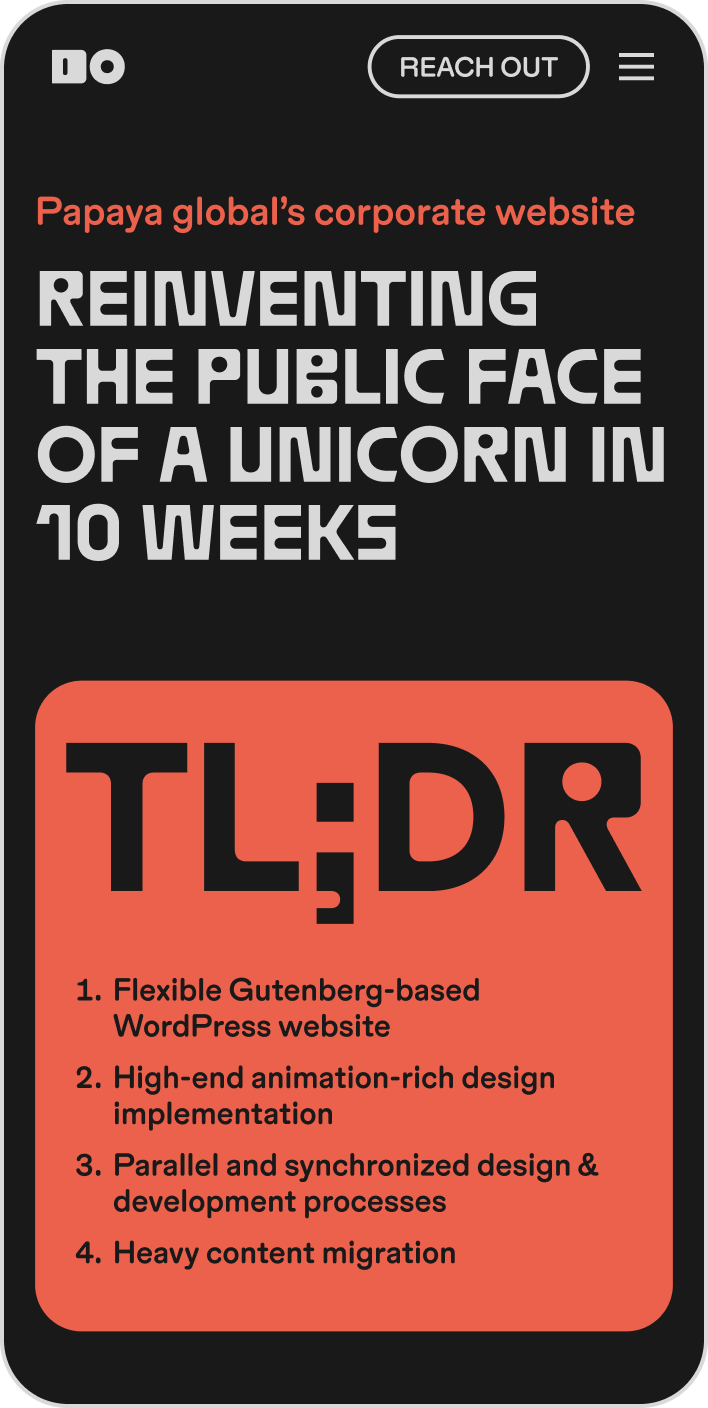 DO
REACH OUT
Papaya global’s corporate website
REINVENTING
THE PUBLIC FACE
OF A UNICORN IN
10 WEEKS
TL;DR
1. Flexible Gutenberg-based
WordPress website
2. High-end animation-rich design
implementation
3. Parallel and synchronized design &
development processes
4. Heavy content migration